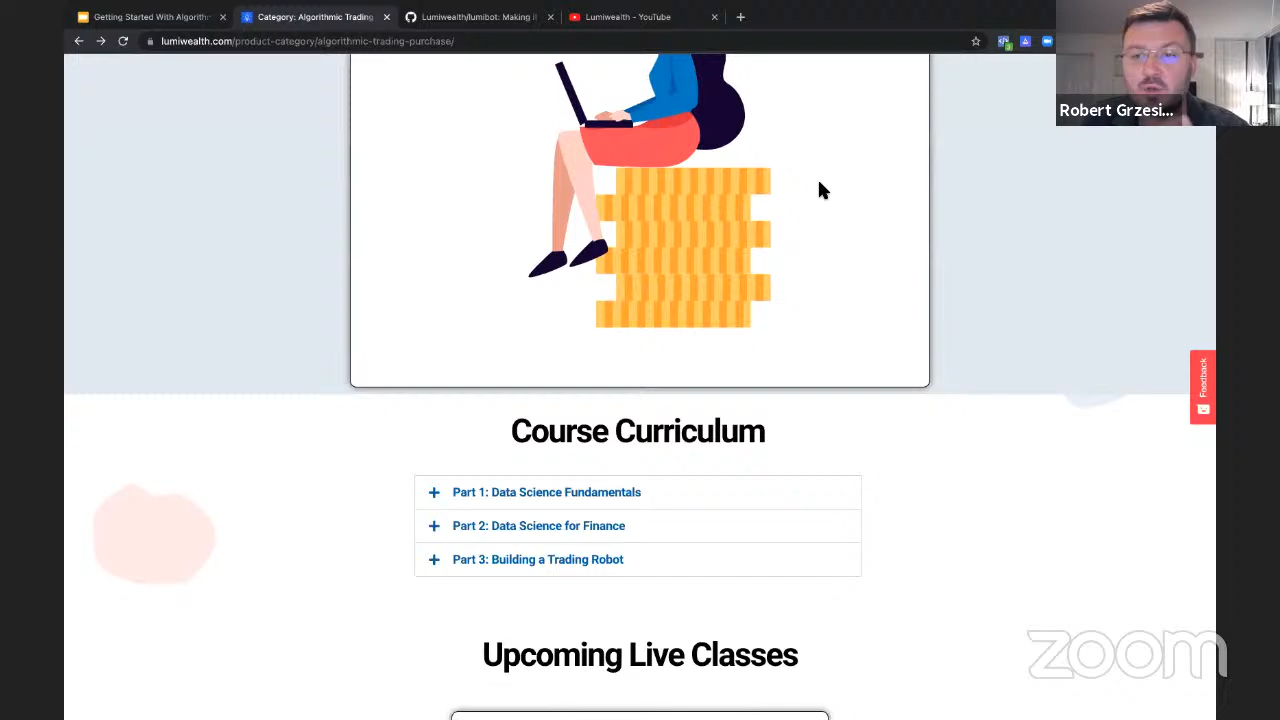 Getting Started With Algorithm
Category: Algorithmic Trading
Lumiwealth/lumibot: Making it
Lumiwealth - YouTube
lumiwealth.com/product-category/algorithmic-trading-purchase/
Robert Grzesi...
Feedback
Course Curriculum
Part 1: Data Science Fundamentals
Part 2: Data Science for Finance
Part 3: Building a Trading Robot
Upcoming Live Classes
zoom